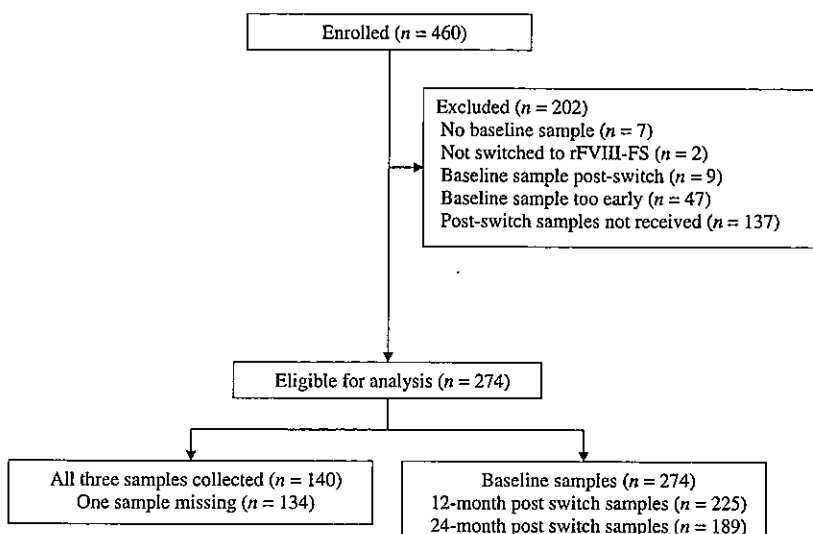 Enrolled (n = 460)
Excluded (n = 202)
No baseline sample (n = 7)
Not switched to rFVIII-FS (n = 2)
Baseline sample post-switch (n = 9)
Baseline sample too early (n = 47)
Post-switch samples not received (n = 137)
Eligible for analysis (n = 274)
All three samples collected (n = 140)
One sample missing (n = 134)
Baseline samples (n = 274)
12-month post switch samples (n = 225)
24-month post switch samples (n = 189)